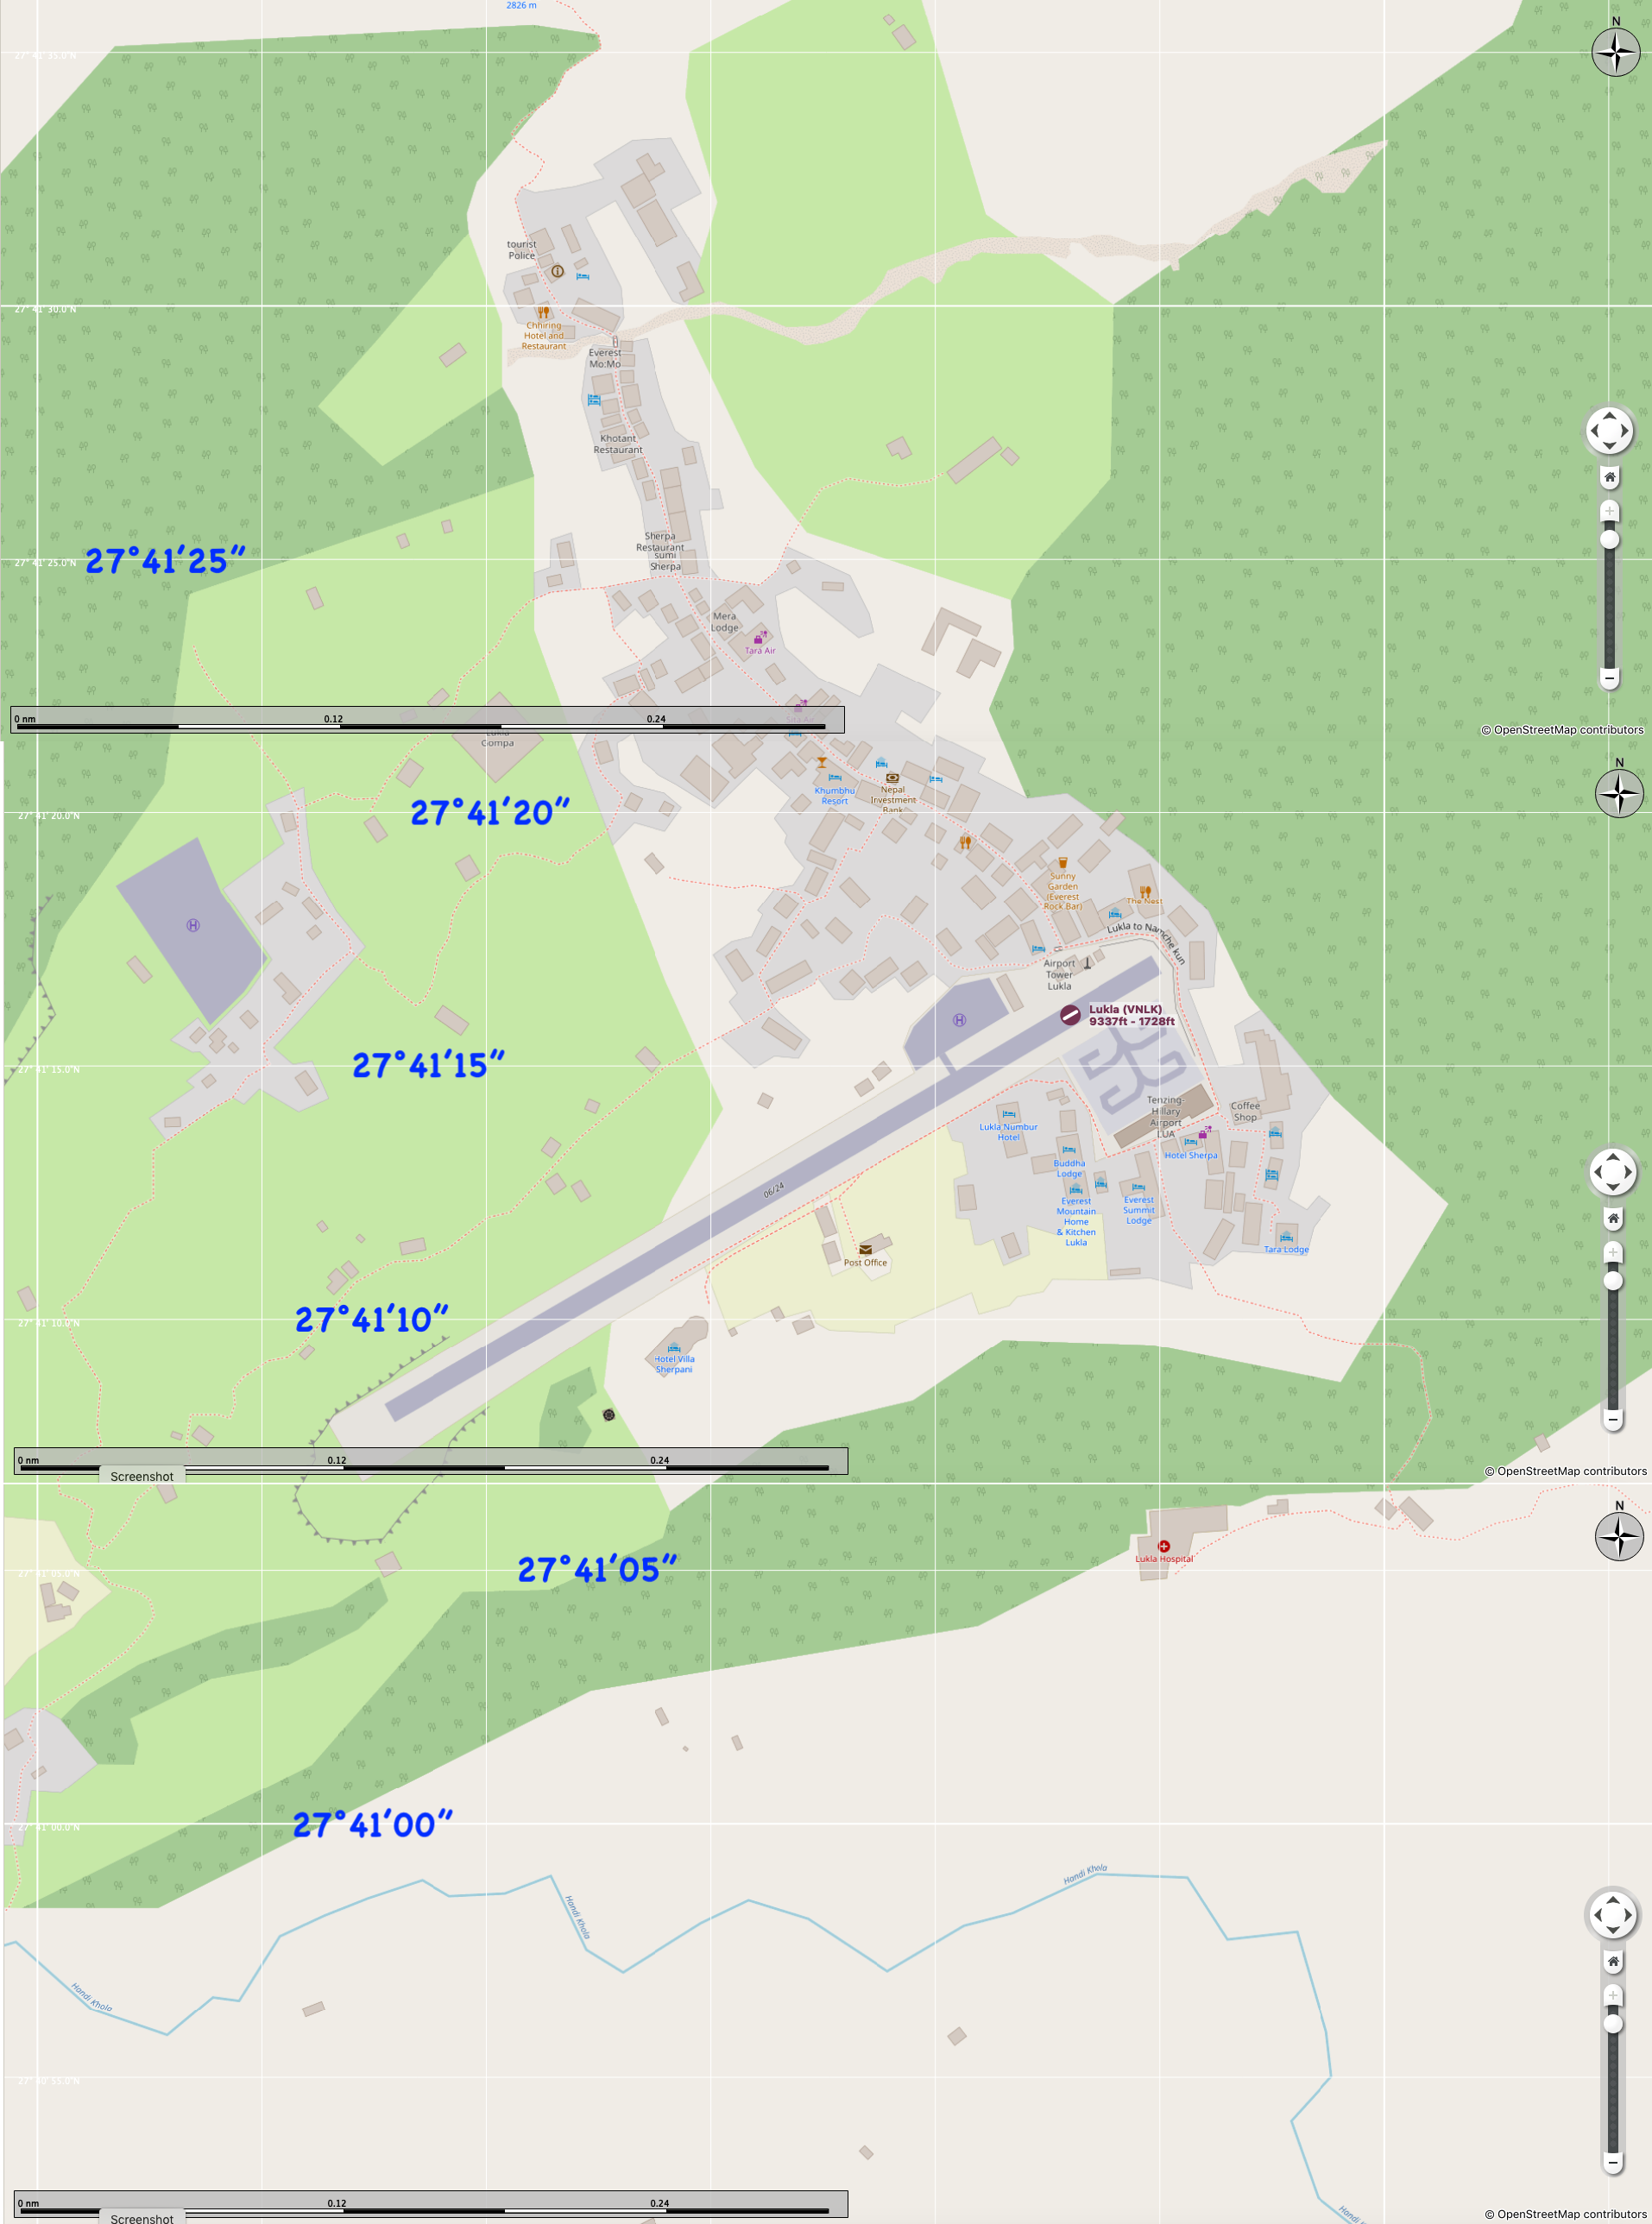 2826 m
N
27° 41' 35.0"N
tourist
Police
27° 41' 30.0"N
Chhiring
Hotel and
Restaurant
Everest
Mo:Mo
Khotant
Restaurant
Sherpa
Restaurant
sumi
Sherpa
27° 41' 25.0"N
27°41'25"
Mera
Lodge
Tara Air
0 nm 0.12 0.24
© OpenStreetMap contributors
Lukla
Gompa
N
Khumbhu
Resort
Nepal
Investment
Bank
27° 41' 20.0"N
27°41'20"
Sunny
Garden
(Everest
Rock Bar)
The Nest
Lukla to Namche kun
Airport
Tower
Lukla
H
H
Lukla (VNLK)
9337ft - 1728ft
27° 41' 15.0"N
27°41'15"
Tenzing-
Hillary
Airport
LUA
Coffee
Shop
Lukla Numbur
Hotel
Hotel Sherpa
Buddha
Lodge
06/24
Everest
Mountain
Home
& Kitchen
Lukla
Everest
Summit
Lodge
Tara Lodge
Post Office
27° 41' 10.0"N
27°41'10"
Hotel Villa
Sherpani
0 nm 0.12 0.24
© OpenStreetMap contributors
Screenshot
N
Lukla Hospital
27° 41' 05.0"N
27°41'05"
27° 41' 00.0"N
27°41'00"
Handi Khola
Handi Khola
Handi Khola
27° 40' 55.0"N
0 nm 0.12 0.24
© OpenStreetMap contributors
Screenshot